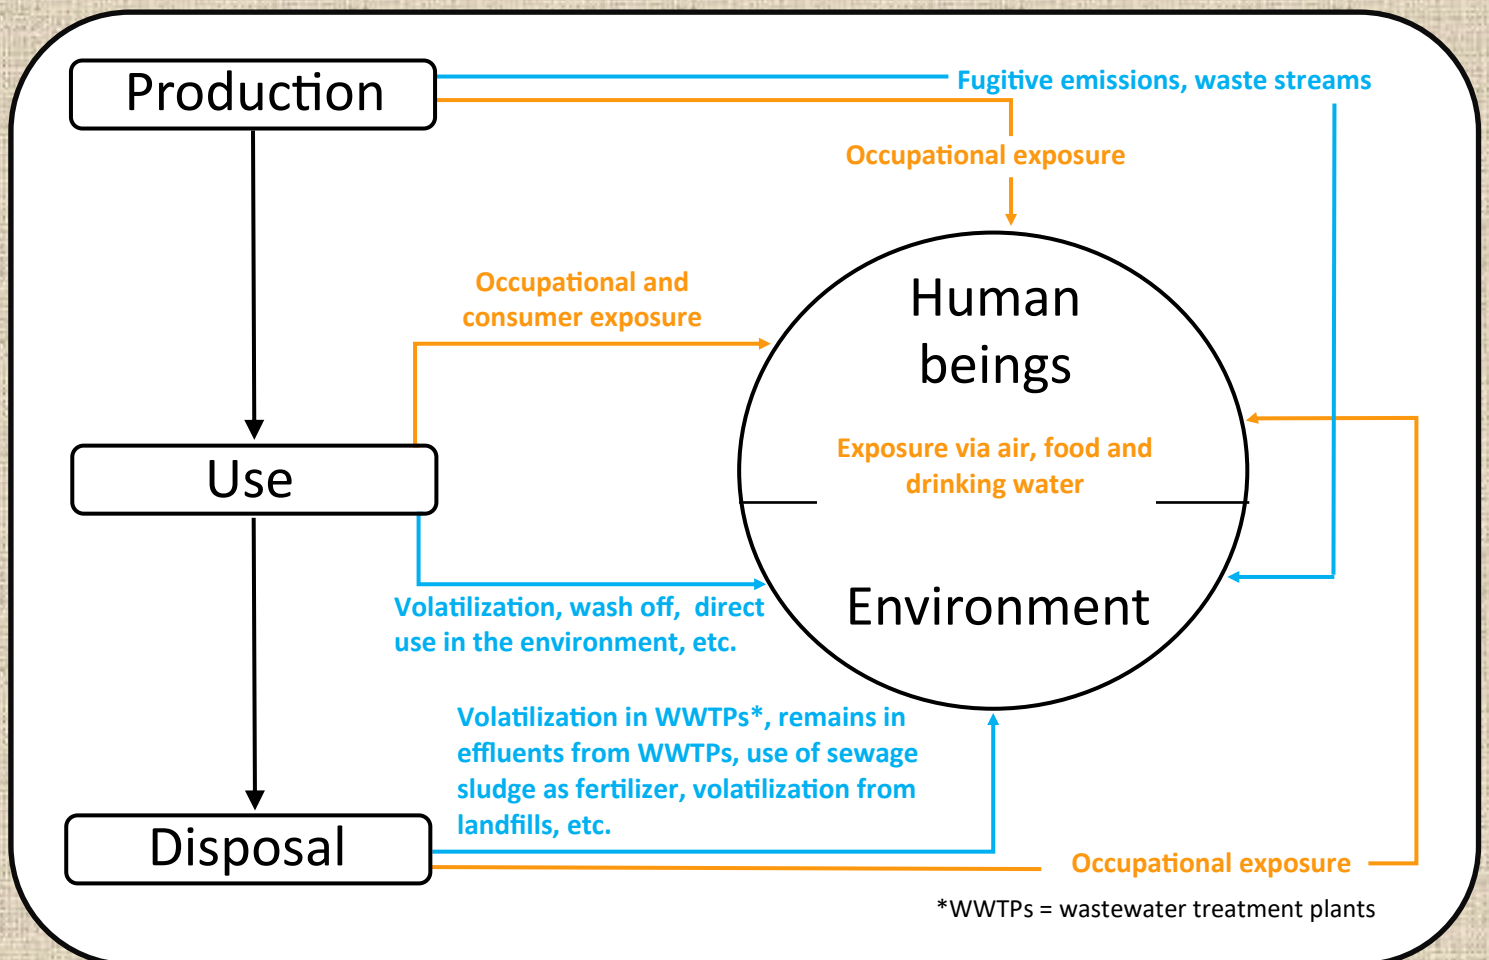 Production
Fugitive emissions, waste streams
Occupational exposure
Occupational and
consumer exposure
Human
beings
Exposure via air, food and
drinking water
Use
Environment
Volatilization, wash off, direct
use in the environment, etc.
Volatilization in WWTPs*, remains in
effluents from WWTPs, use of sewage
sludge as fertilizer, volatilization from
landfills, etc.
Disposal
Occupational exposure
*WWTPs = wastewater treatment plants